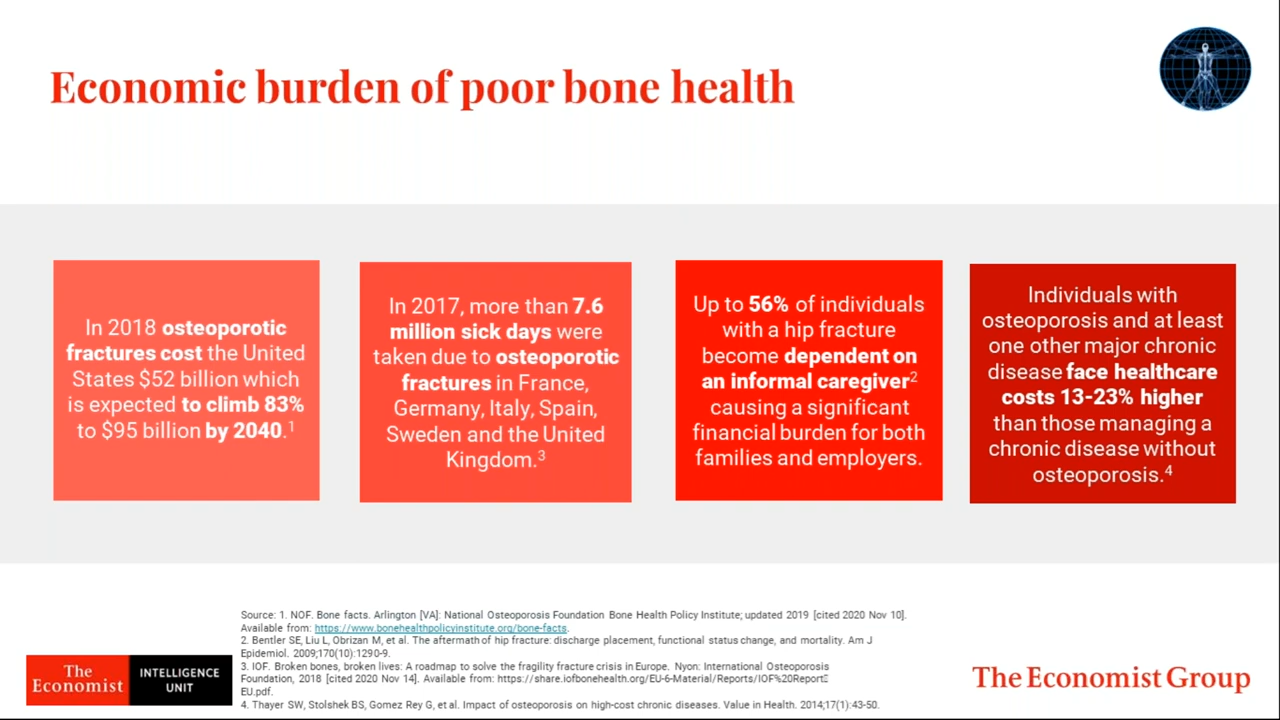 Economic burden of poor bone health
In 2018 osteoporotic
fractures cost the United
States $52 billion which
is expected to climb 83%
to $95 billion by 2040.1
In 2017, more than 7.6
million sick days were
taken due to osteoporotic
fractures in France,
Germany, Italy, Spain,
Sweden and the United
Kingdom.3
Up to 56% of individuals
with a hip fracture
become dependent on
an informal caregiver2
causing a significant
financial burden for both
families and employers.
Individuals with
osteoporosis and at least
one other major chronic
disease face healthcare
costs 13-23% higher
than those managing a
chronic disease without
osteoporosis.4
Source: 1. NOF. Bone facts. Arlington [VA]: National Osteoporosis Foundation Bone Health Policy Institute; updated 2019 [cited 2020 Nov 10].
Available from: https://www.bonehealthpolicyinstitute.org/bone-facts.
2. Bentler SE, Liu L, Obrizan M, et al. The aftermath of hip fracture: discharge placement, functional status change, and mortality. Am J
Epidemiol. 2009;170(10):1290-9.
3. IOF. Broken bones, broken lives: A roadmap to solve the fragility fracture crisis in Europe. Nyon: International Osteoporosis
Foundation, 2018 [cited 2020 Nov 14]. Available from: https://share.iofbonehealth.org/EU-6-Material/Reports/IOF%20Report%
EU.pdf.
4. Thayer SW, Stolshek BS, Gomez Rey G, et al. Impact of osteoporosis on high-cost chronic diseases. Value in Health. 2014;17(1):43-50.
The
Economist
INTELLIGENCE
UNIT
The Economist Group